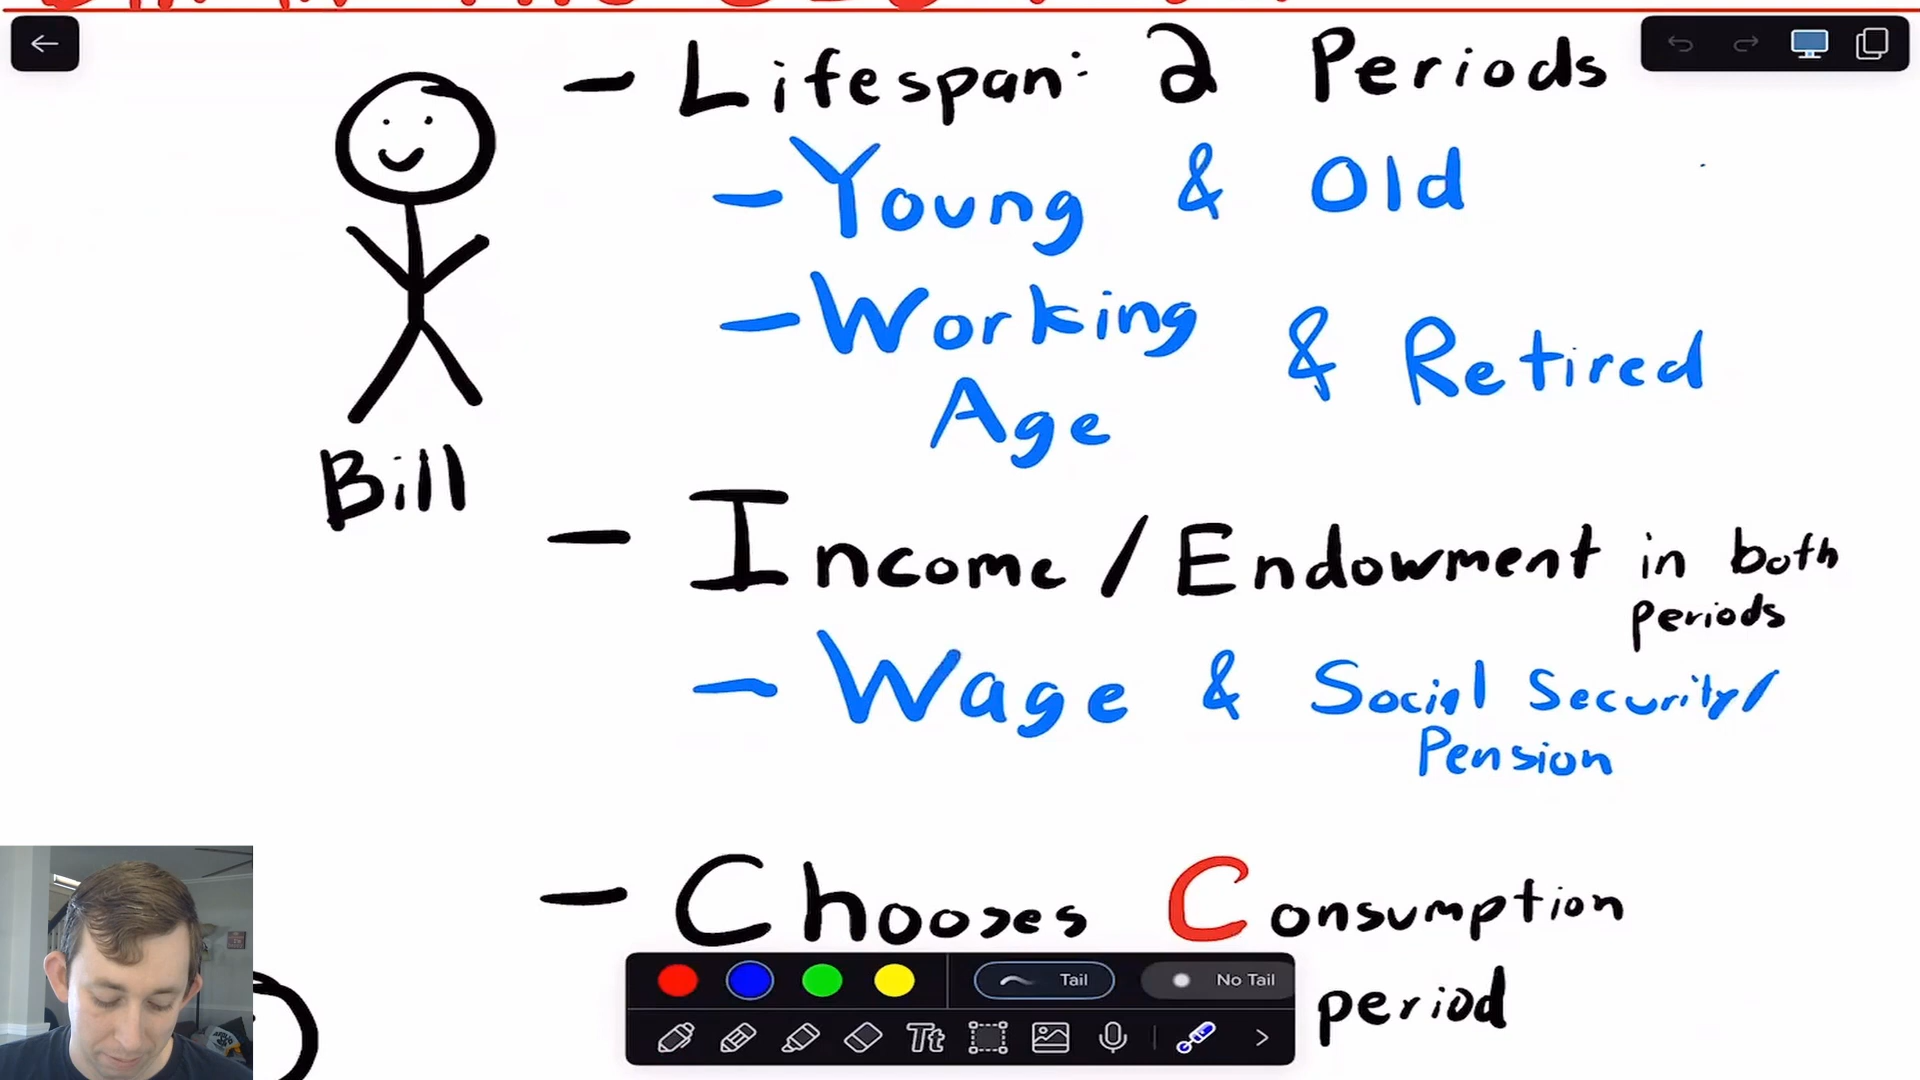 - Lifespan: 2 Periods
- Young & Old
- Working & Retired
Age
Bill
- Income / Endowment in both
periods
- Wage & Social Security/
Pension
- Chooses Consumption
period
Tail
No Tail
Tt